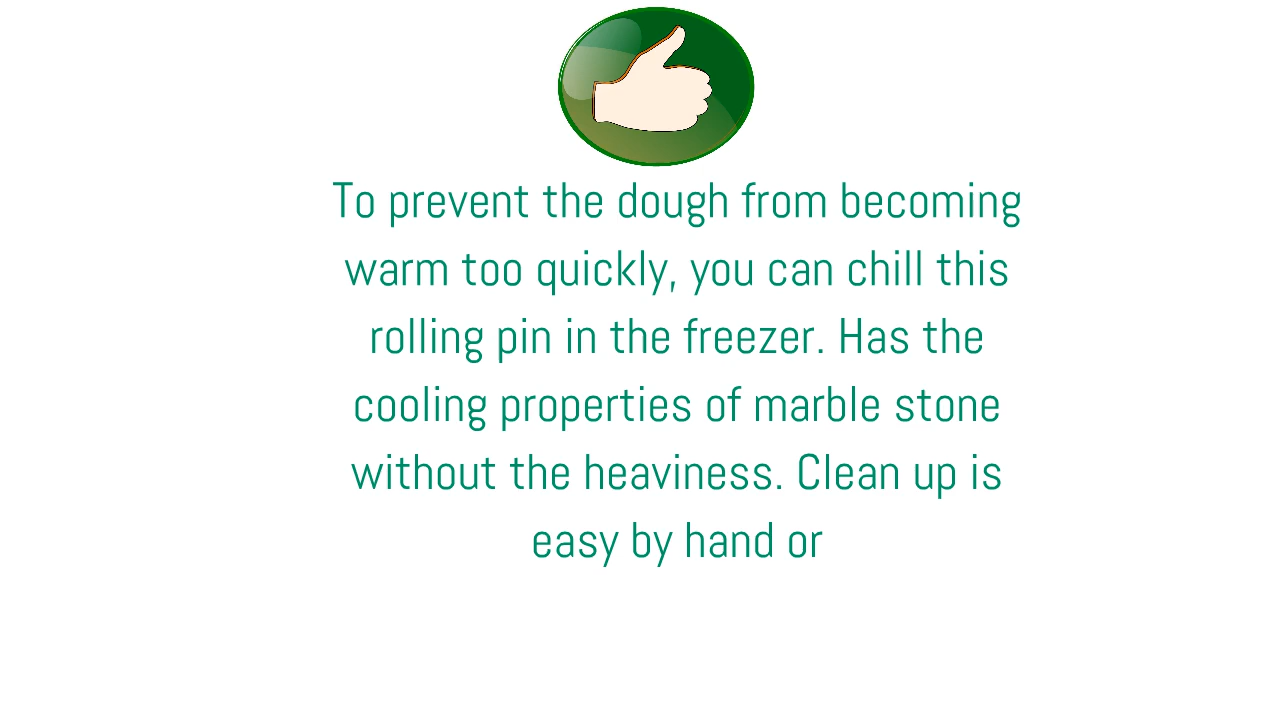 To prevent the dough from becoming
warm too quickly, you can chill this
rolling pin in the freezer. Has the
cooling properties of marble stone
without the heaviness. Clean up is
easy by hand or